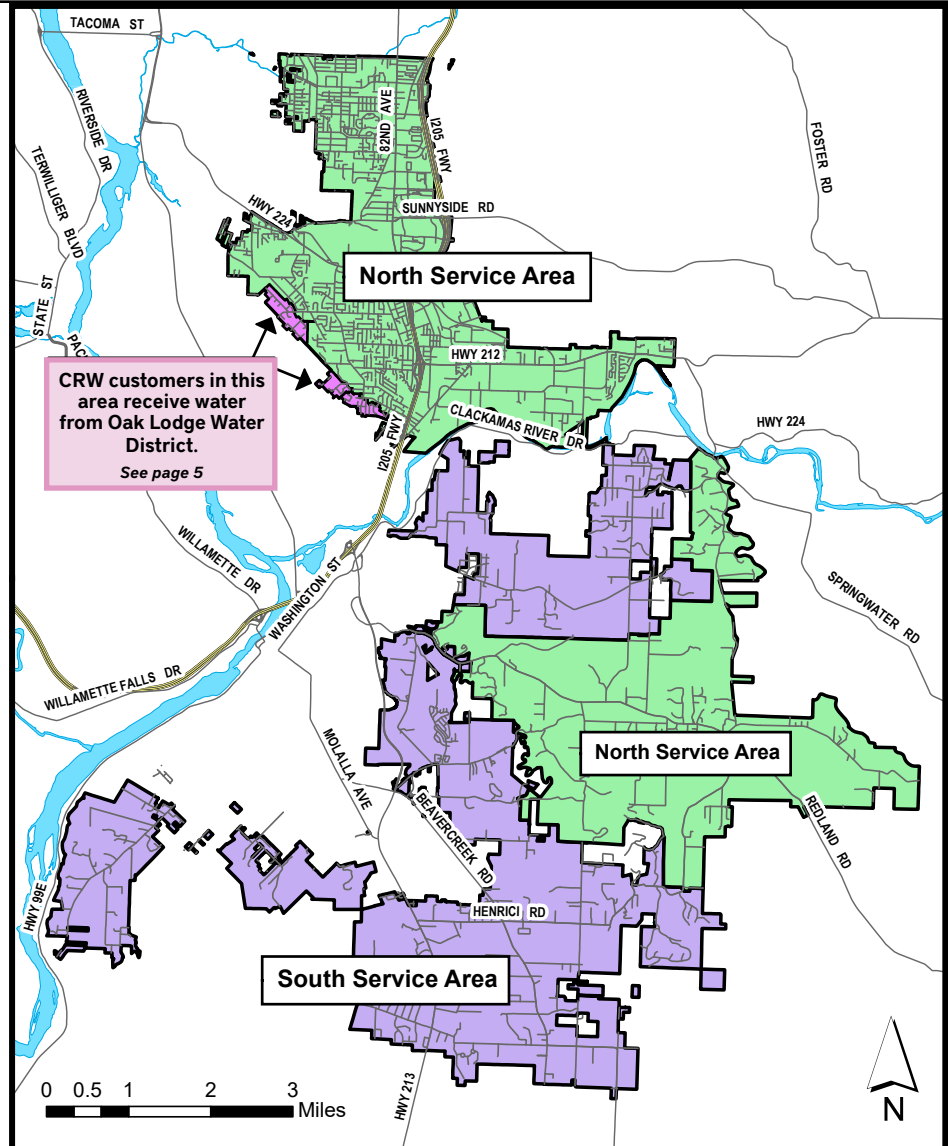 TACOMA ST
RIVERSIDE DR
TERWILLIGER BLVD
STATE ST
82ND AVE
I205 FWY
FOSTER RD
HWY 224
SUNNYSIDE RD
North Service Area
HWY 212
CRW customers in this
area receive water
from Oak Lodge Water
District.
See page 5
CLACKAMAS RIVER DR
HWY 224
I205 FWY
WILLAMETTE DR
WASHINGTON ST
SPRINGWATER RD
WILLAMETTE FALLS DR
North Service Area
MOLALLA AVE
BEAVERCREEK RD
REDLAND RD
HWY 99E
HENRICI RD
South Service Area
HWY 213
0 0.5 1 2 3
Miles
N